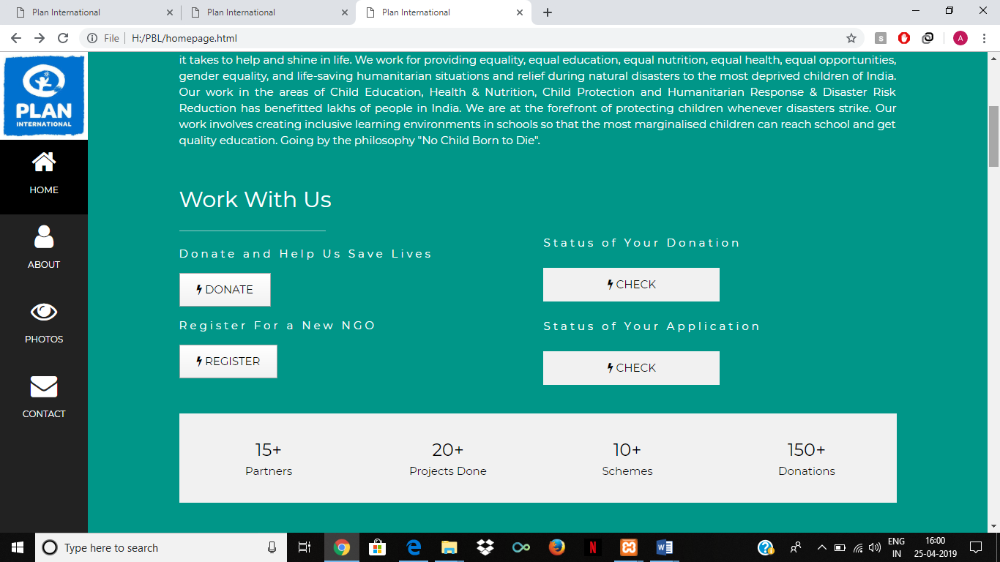 Plan International
Plan International
Plan International
File
H:/PBL/homepage.html
S
A
PLAN
INTERNATIONAL
HOME
ABOUT
PHOTOS
CONTACT
it takes to help and shine in life. We work for providing equality, equal education, equal nutrition, equal health, equal opportunities,
gender equality, and life-saving humanitarian situations and relief during natural disasters to the most deprived children of India.
Our work in the areas of Child Education, Health & Nutrition, Child Protection and Humanitarian Response & Disaster Risk
Reduction has benefitted lakhs of people in India. We are at the forefront of protecting children whenever disasters strike. Our
work involves creating inclusive learning environments in schools so that the most marginalised children can reach school and get
quality education. Going by the philosophy "No Child Born to Die".
Work With Us
Donate and Help Us Save Lives
DONATE
Register For a New NGO
REGISTER
Status of Your Donation
CHECK
Status of Your Application
CHECK
15+
Partners
20+
Projects Done
10+
Schemes
150+
Donations
Type here to search
N
W
ENG
IN
16:00
25-04-2019